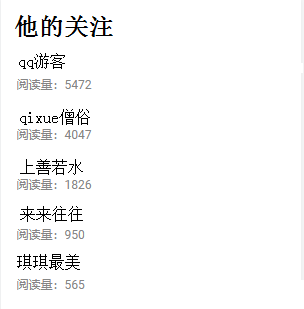 他的关注
qq游客
阅读量：5472
qixue僧俗
阅读量：4047
上善若水
阅读量：1826
来来往往
阅读量：950
琪琪最美
阅读量：565